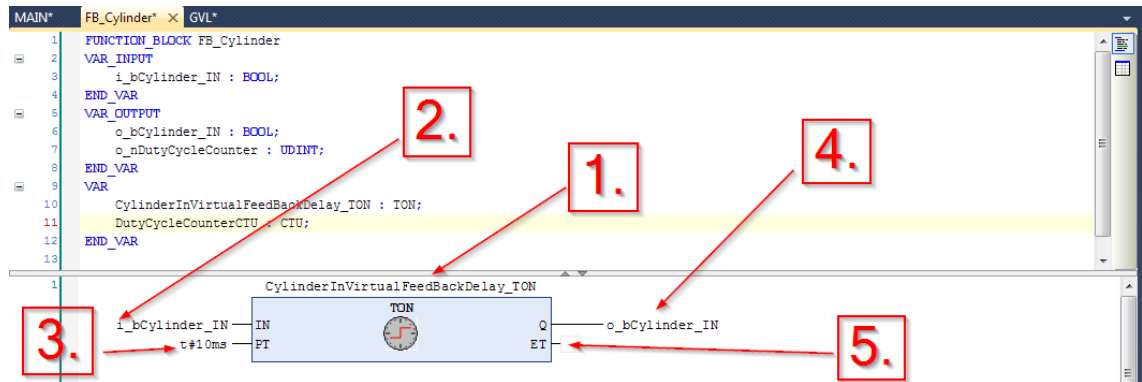 MAIN* FB_Cylinder* GVL*
1 FUNCTION_BLOCK FB_Cylinder
2 VAR_INPUT
3 i_bCylinder_IN : BOOL;
4 END_VAR
5 VAR_OUTPUT
6 o_bCylinder_IN : BOOL;
7 o_nDutyCycleCounter : UDINT;
8 END_VAR
9 VAR
10 CylinderInVirtualFeedBackDelay_TON : TON;
11 DutyCycleCounterCTU : CTU;
12 END_VAR
13
2.
1.
4.
1 CylinderInVirtualFeedBackDelay_TON
TON
i_bCylinder_IN IN Q o_bCylinder_IN
t#10ms PT ET
3.
5.